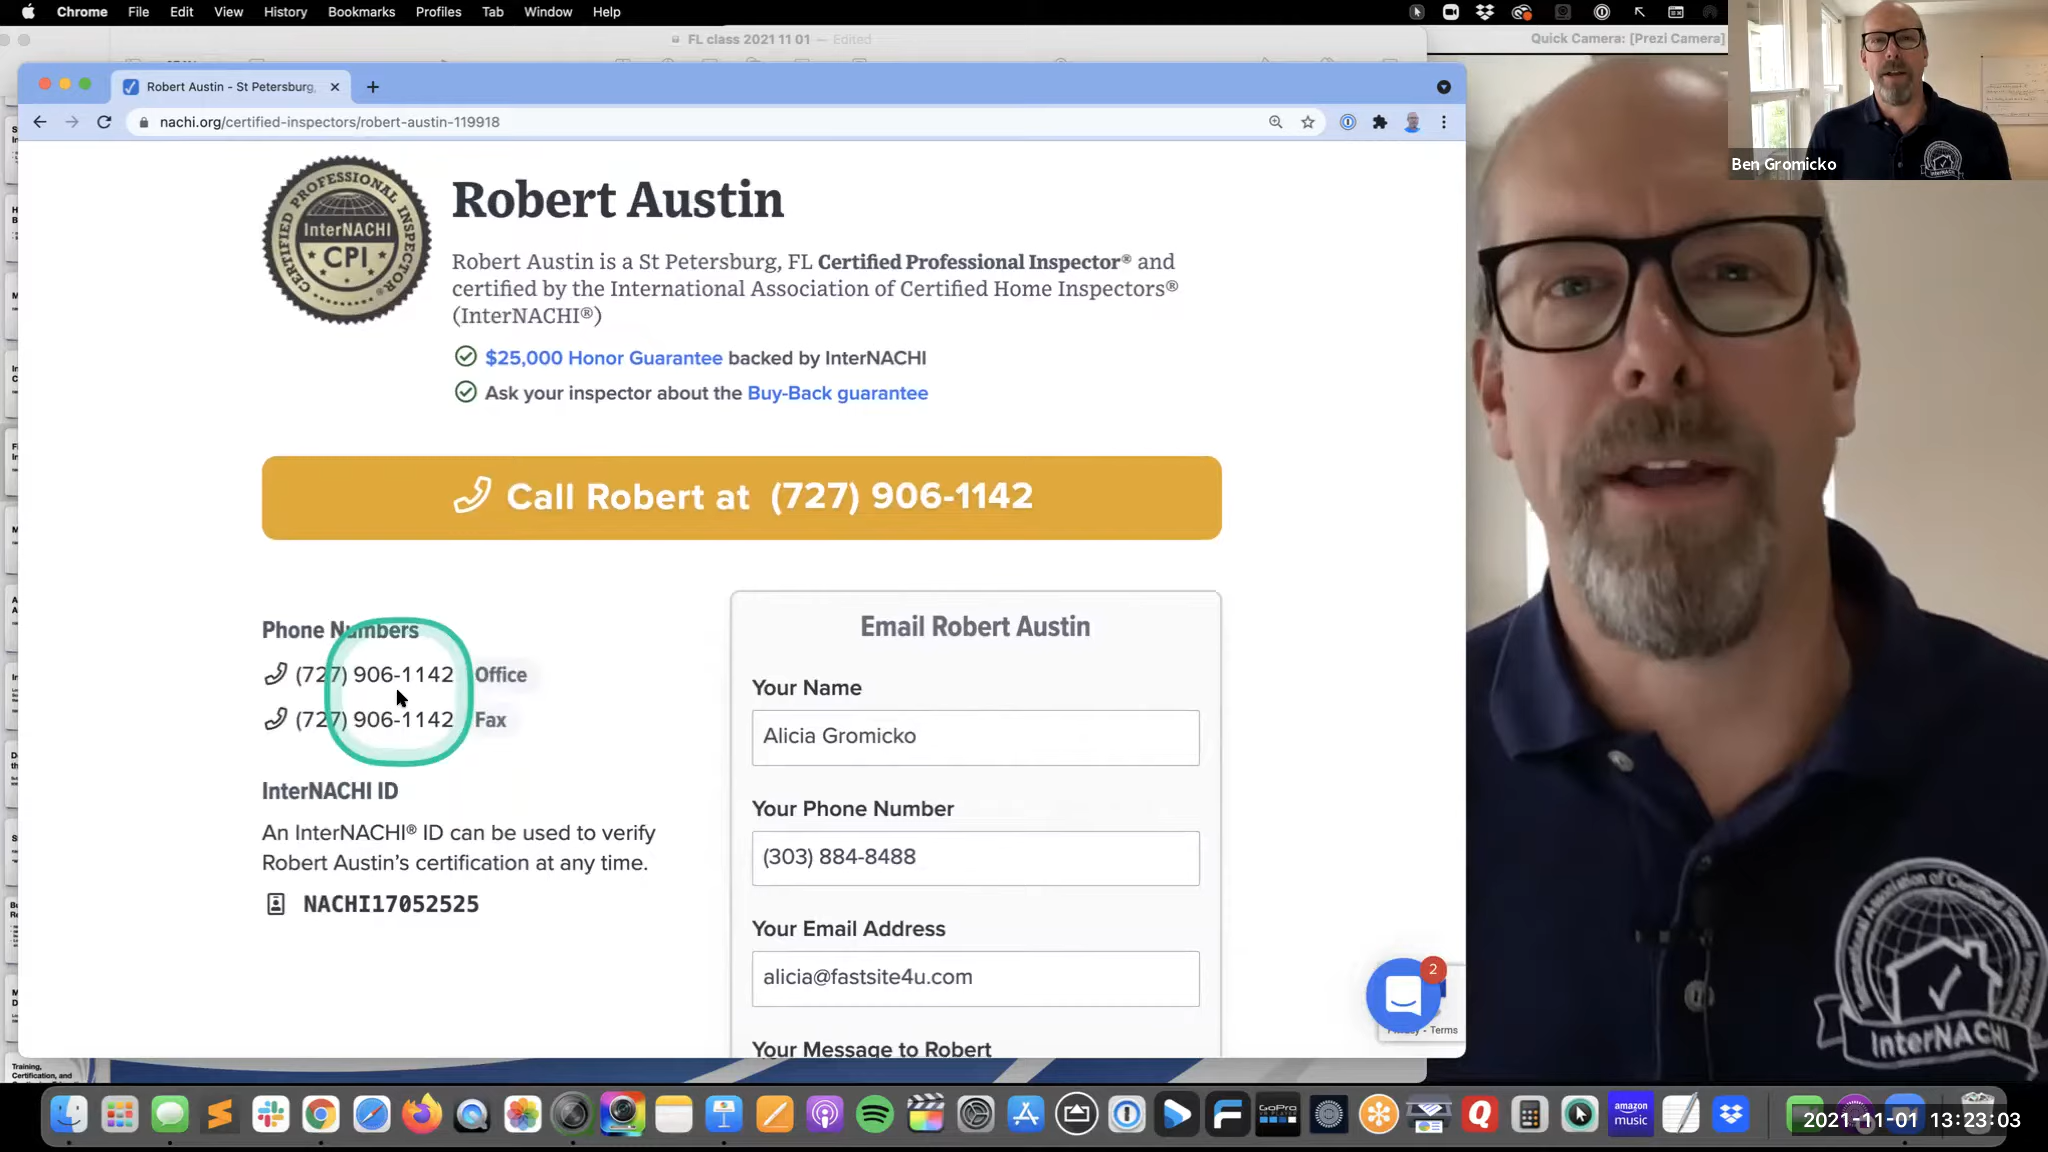 Chrome File Edit View History Bookmarks Profiles Tab Window Help
FL class 2021 11 01 — Edited
Quick Camera: [Prezi Camera]
Ben Gromicko
Robert Austin - St Petersburg,
nachi.org/certified-inspectors/robert-austin-119918
CERTIFIED PROFESSIONAL INSPECTOR
InterNACHI
CPI
Robert Austin
Robert Austin is a St Petersburg, FL Certified Professional Inspector® and
certified by the International Association of Certified Home Inspectors®
(InterNACHI®)
$25,000 Honor Guarantee backed by InterNACHI
Ask your inspector about the Buy-Back guarantee
Call Robert at (727) 906-1142
Phone Numbers
(727) 906-1142 Office
(727) 906-1142 Fax
InterNACHI ID
An InterNACHI® ID can be used to verify
Robert Austin's certification at any time.
NACHI17052525
Email Robert Austin
Your Name
Alicia Gromicko
Your Phone Number
(303) 884-8488
Your Email Address
alicia@fastsite4u.com
Your Message to Robert
2
Privacy - Terms
InterNACHI
Training,
Certification, and
GoPro
amazon
music
2021-11-01 13:23:03